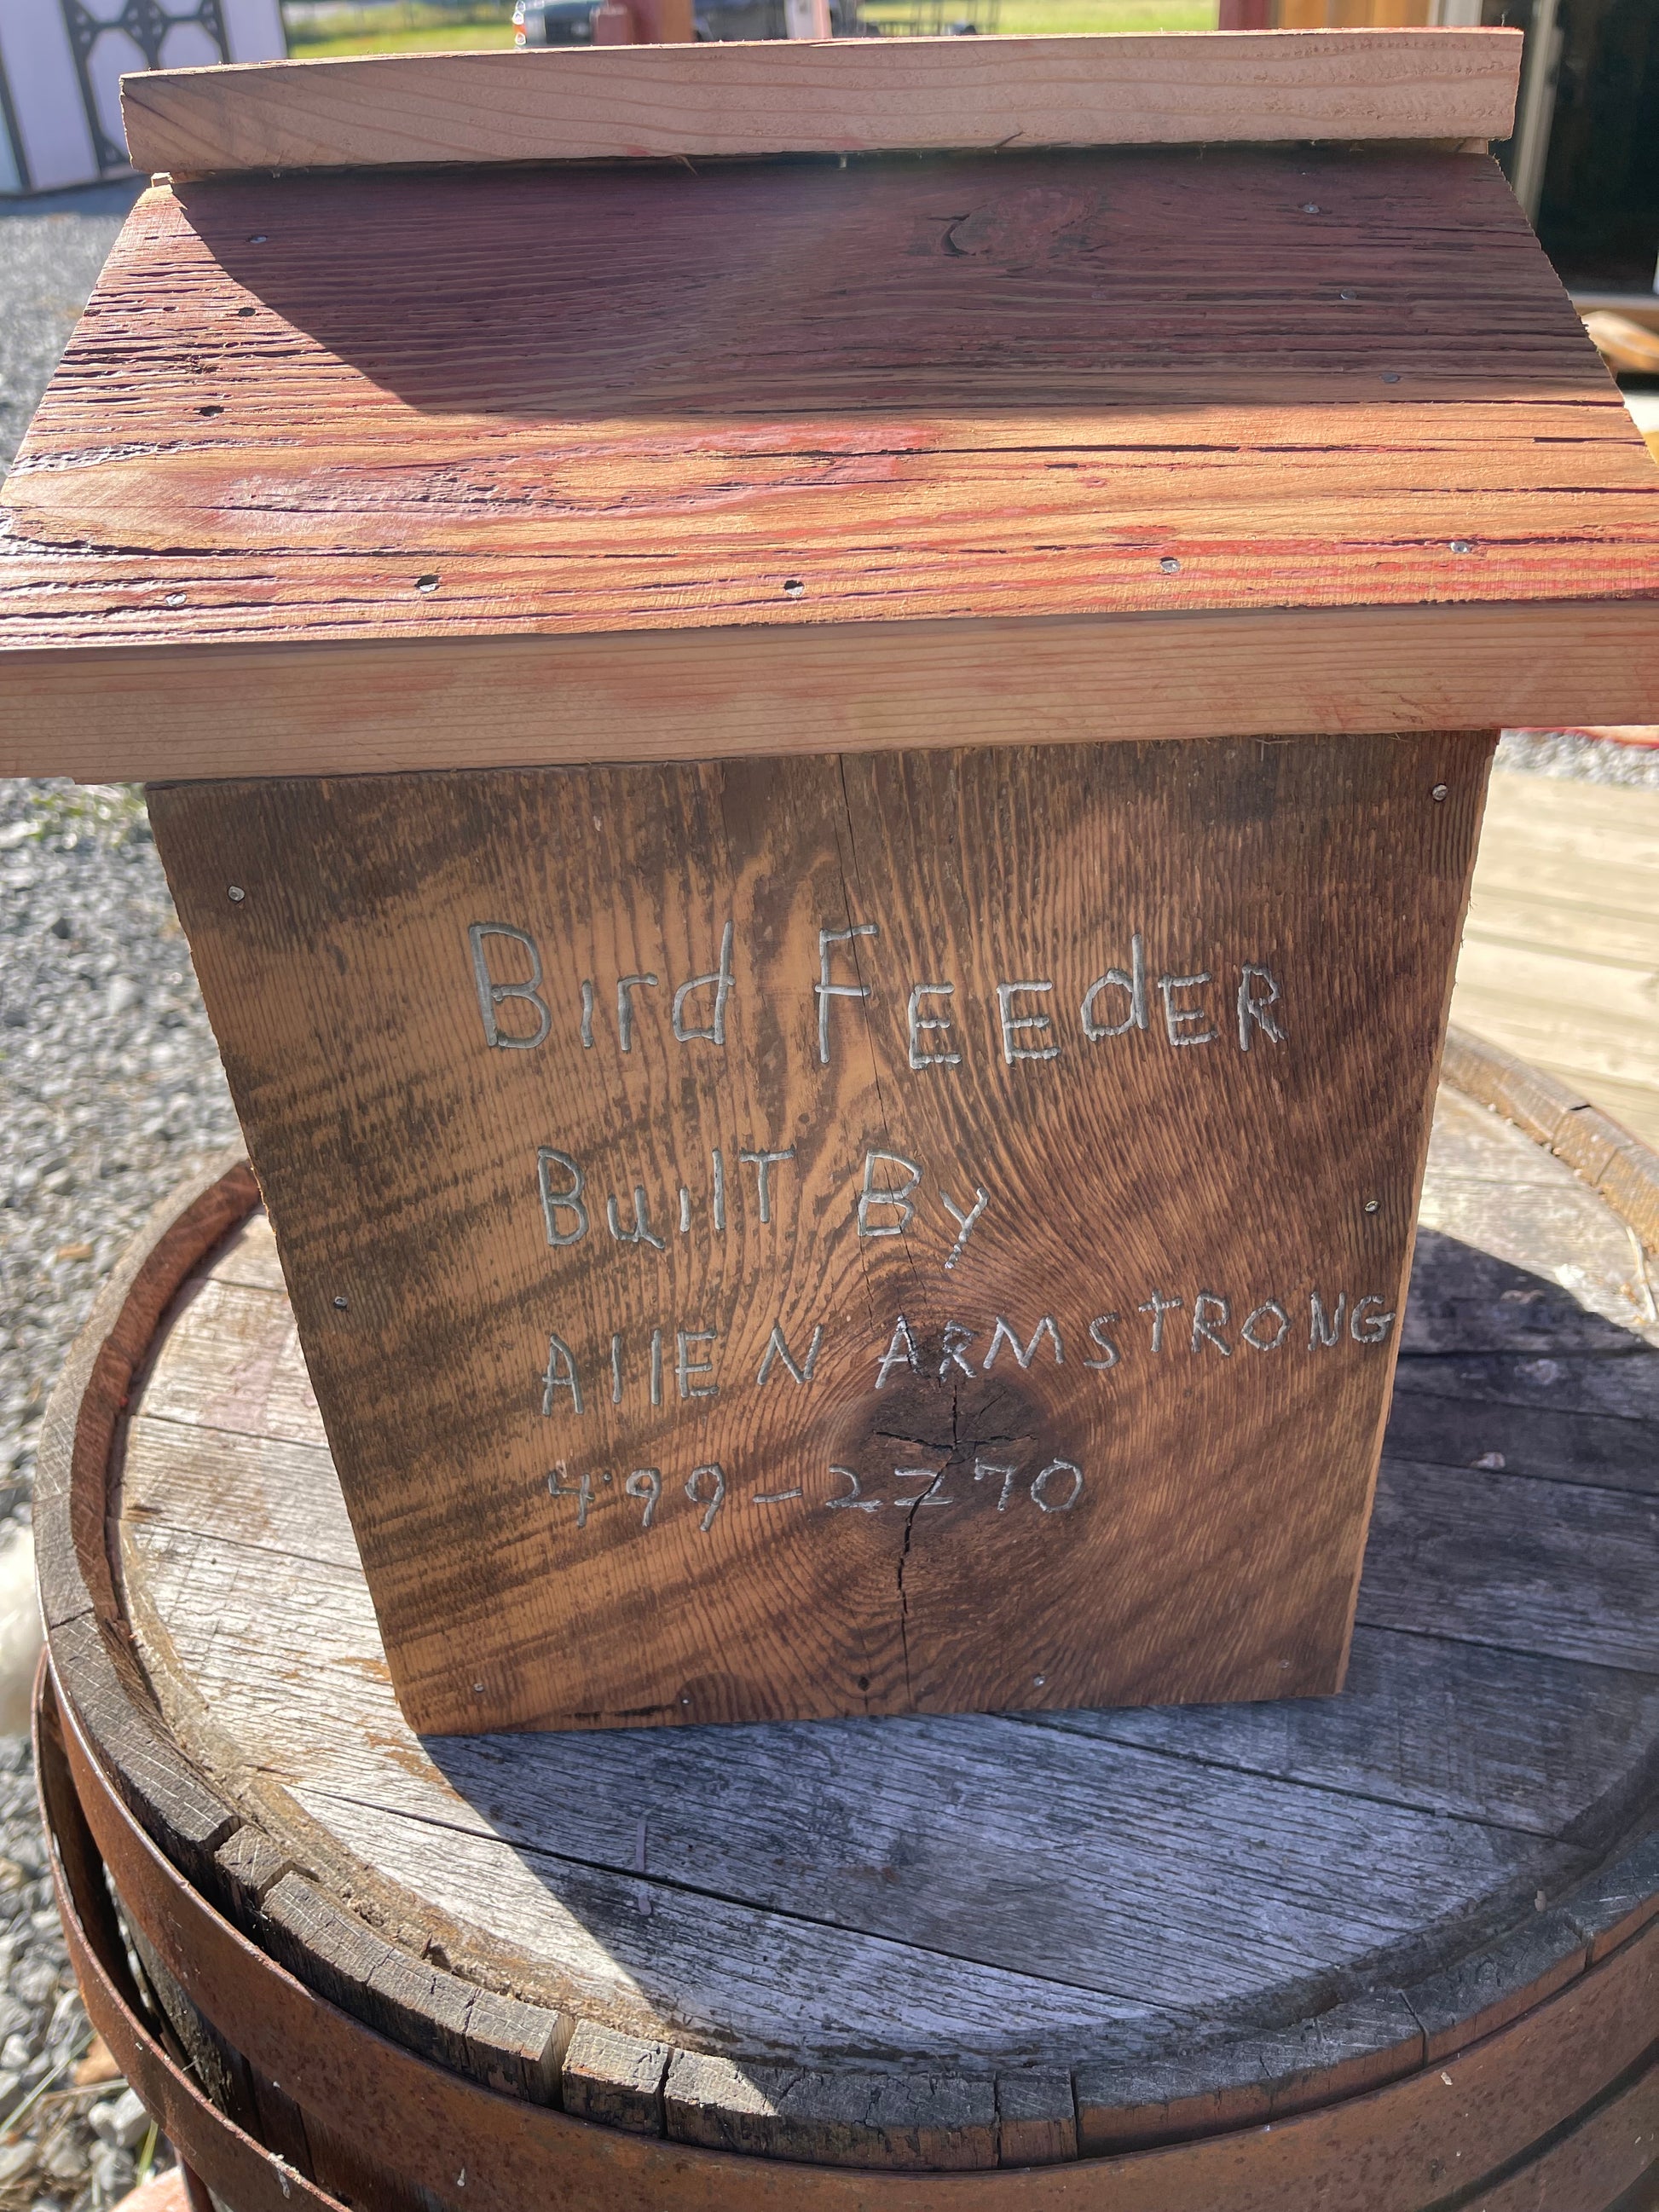 Bird FEEdER
BuilT By
AllEN ARMSTRONG
499-2270